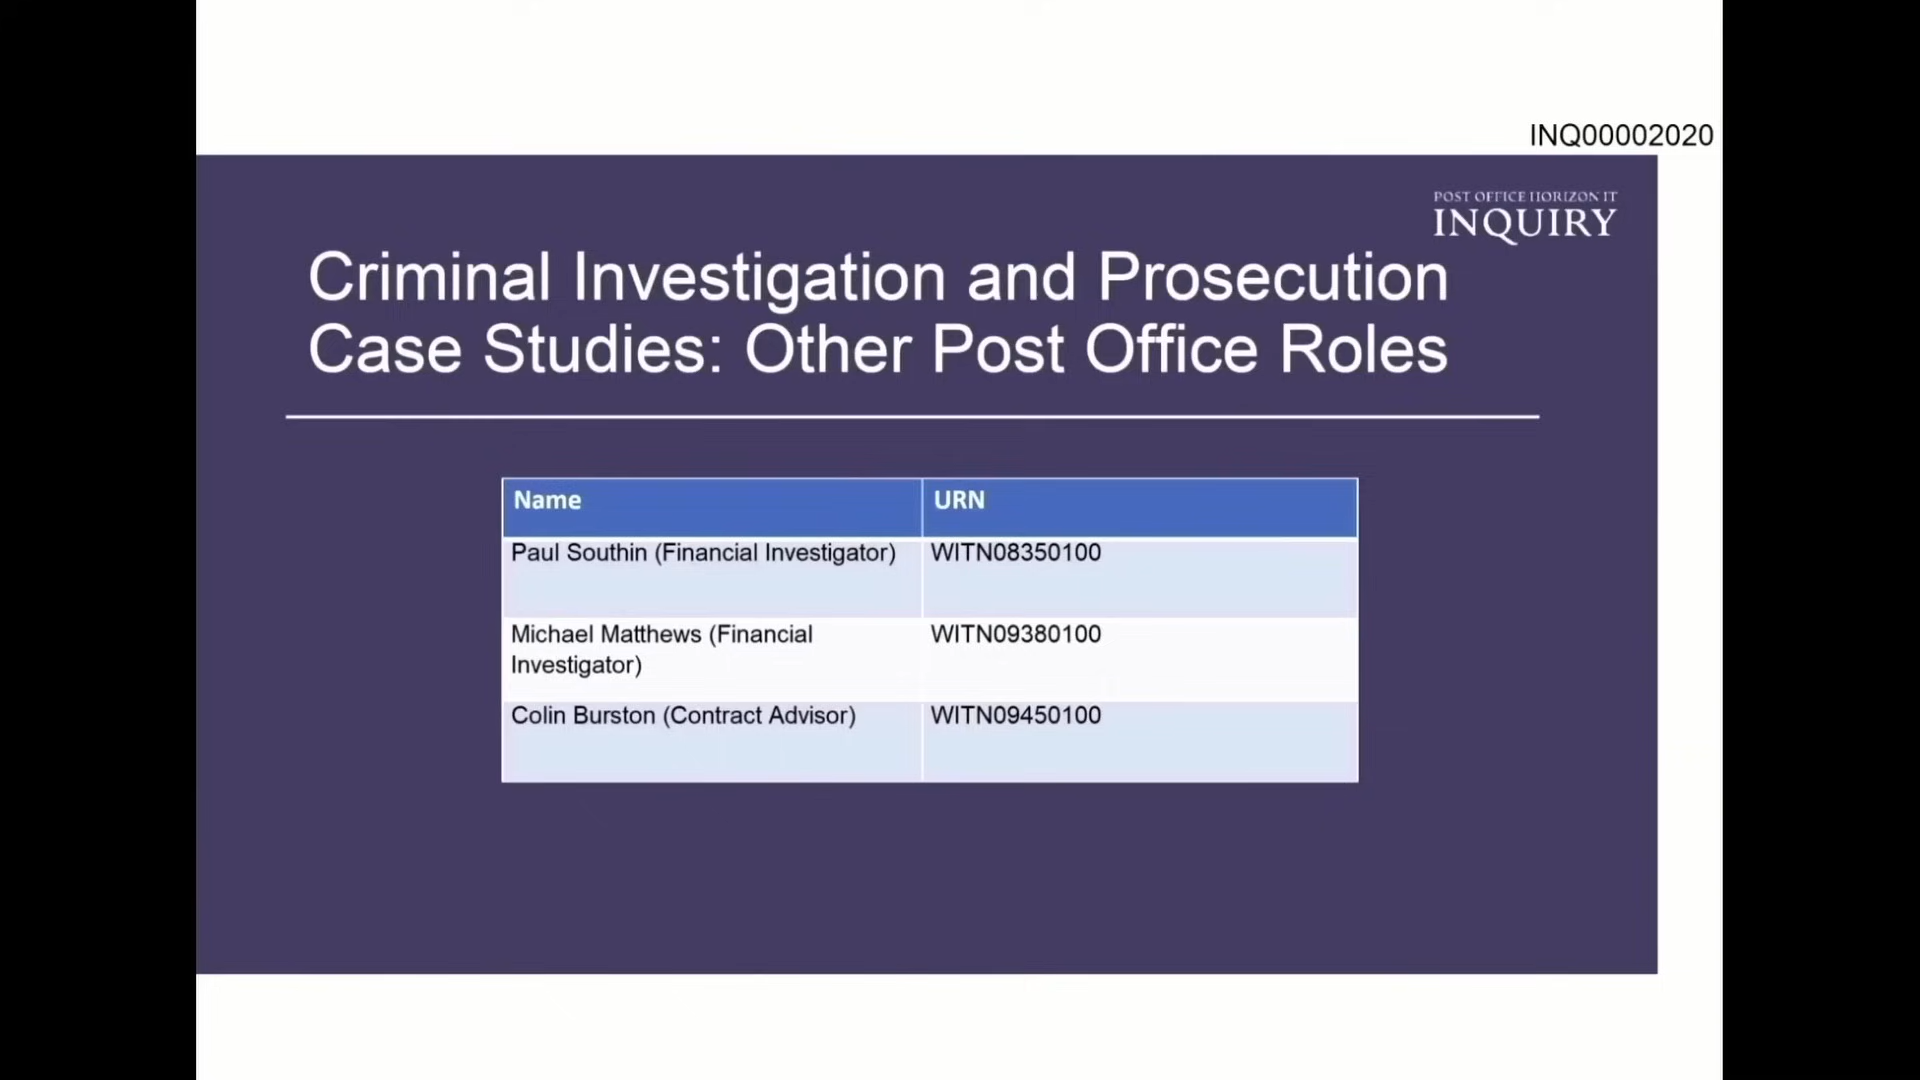 INQ00002020
POST OFFICE HORIZON IT
INQUIRY
Criminal Investigation and Prosecution
Case Studies: Other Post Office Roles
Name URN
Paul Southin (Financial Investigator) WITN08350100
Michael Matthews (Financial WITN09380100
Investigator)
Colin Burston (Contract Advisor) WITN09450100